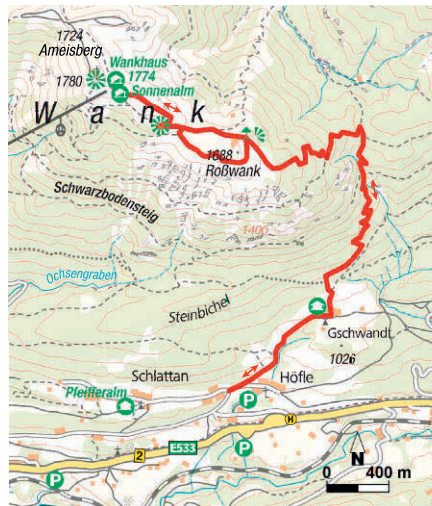 1724
Ameisberg
Wankhaus
1774
1780
Sonnenalm
Wank
1688
Roßwank
Schwarzbodensteig
1400
Ochsengraben
Steinbichel
Gschwandt
1026
Schlattan
Höfle
Pfeifferalm
P
H
E533
2
P
P
N
0 400 m